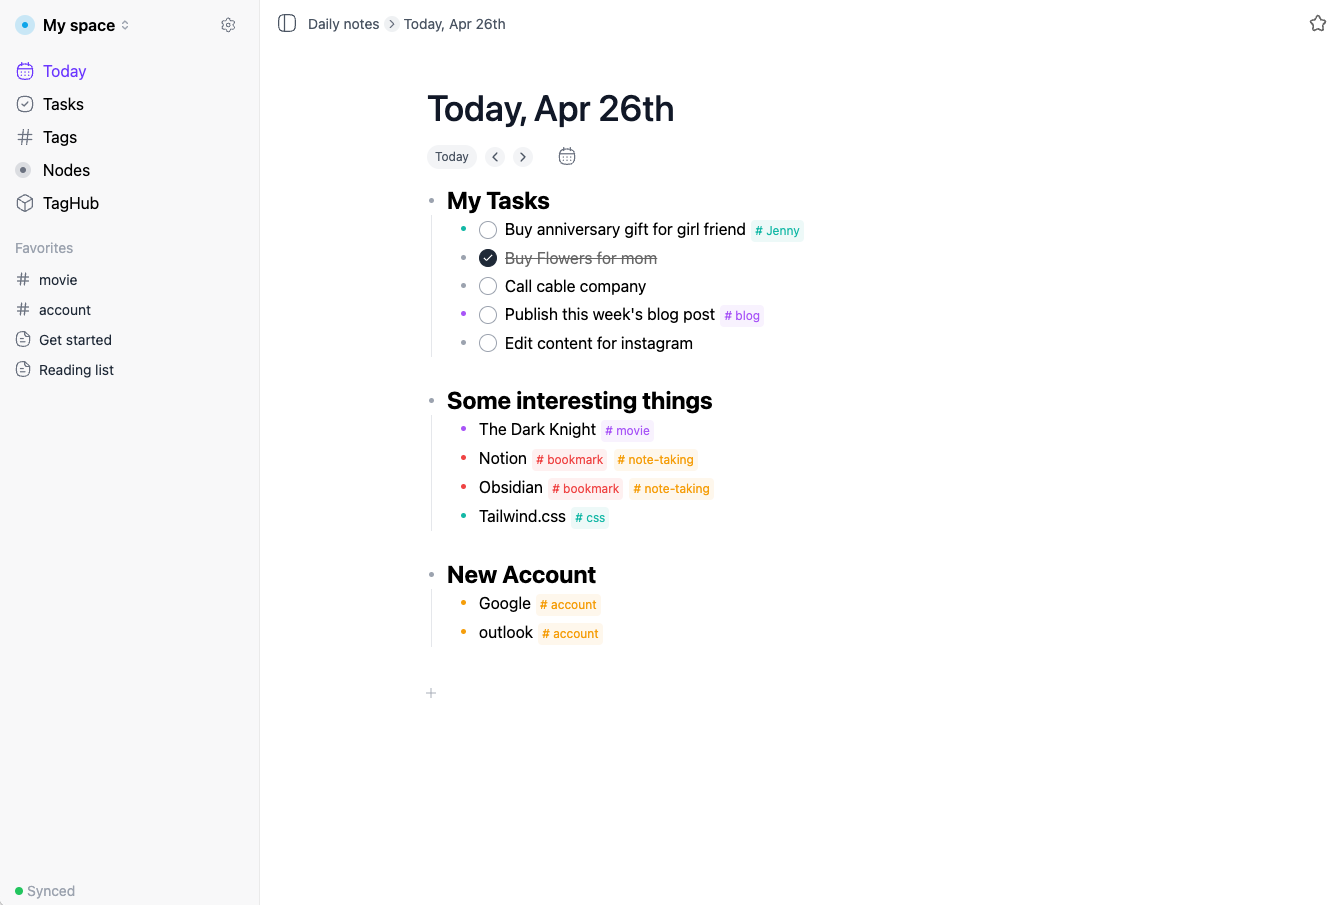 My space
Today
Tasks
Tags
Nodes
TagHub
Favorites
# movie
# account
Get started
Reading list
Synced
Daily notes > Today, Apr 26th
Today, Apr 26th
Today
My Tasks
Buy anniversary gift for girl friend # Jenny
Buy Flowers for mom
Call cable company
Publish this week's blog post # blog
Edit content for instagram
Some interesting things
The Dark Knight # movie
Notion # bookmark # note-taking
Obsidian # bookmark # note-taking
Tailwind.css # css
New Account
Google # account
outlook # account